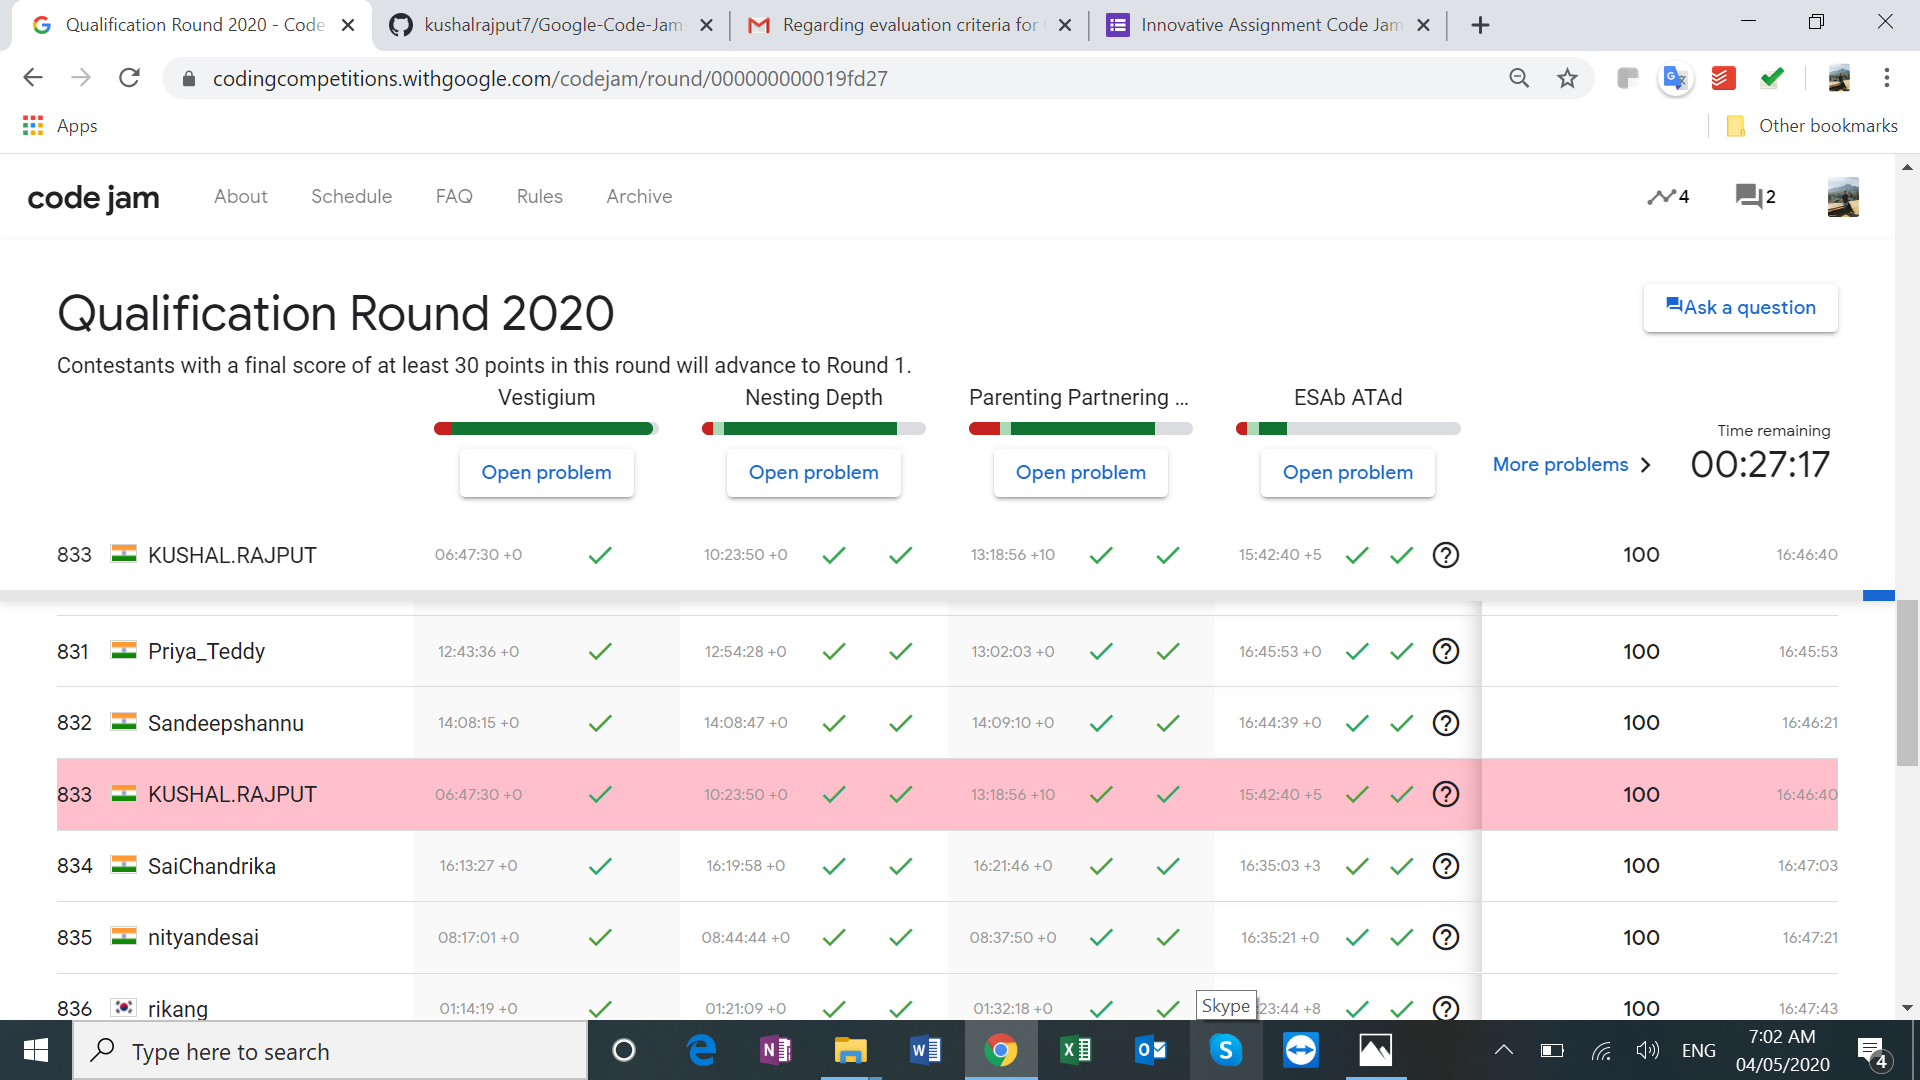 Qualification Round 2020 - Code
kushalrajput7/Google-Code-Jam-
Regarding evaluation criteria for
Innovative Assignment Code Jam
codingcompetitions.withgoogle.com/codejam/round/000000000019fd27
Apps
Other bookmarks
code jam About Schedule FAQ Rules Archive 4 2
Qualification Round 2020
Ask a question
Contestants with a final score of at least 30 points in this round will advance to Round 1.
Vestigium Nesting Depth Parenting Partnering ... ESAb ATAd
Time remaining
Open problem Open problem Open problem Open problem More problems 00:27:17
833 KUSHAL.RAJPUT 06:47:30 +0 10:23:50 +0 13:18:56 +10 15:42:40 +5 100 16:46:40
831 Priya_Teddy 12:43:36 +0 12:54:28 +0 13:02:03 +0 16:45:53 +0 100 16:45:53
832 Sandeepshannu 14:08:15 +0 14:08:47 +0 14:09:10 +0 16:44:39 +0 100 16:46:21
833 KUSHAL.RAJPUT 06:47:30 +0 10:23:50 +0 13:18:56 +10 15:42:40 +5 100 16:46:40
834 SaiChandrika 16:13:27 +0 16:19:58 +0 16:21:46 +0 16:35:03 +3 100 16:47:03
835 nityandesai 08:17:01 +0 08:44:44 +0 08:37:50 +0 16:35:21 +0 100 16:47:21
836 rikang 01:14:19 +0 01:21:09 +0 01:32:18 +0 23:44 +8 100 16:47:43
Skype
Type here to search
ENG
7:02 AM
04/05/2020
4